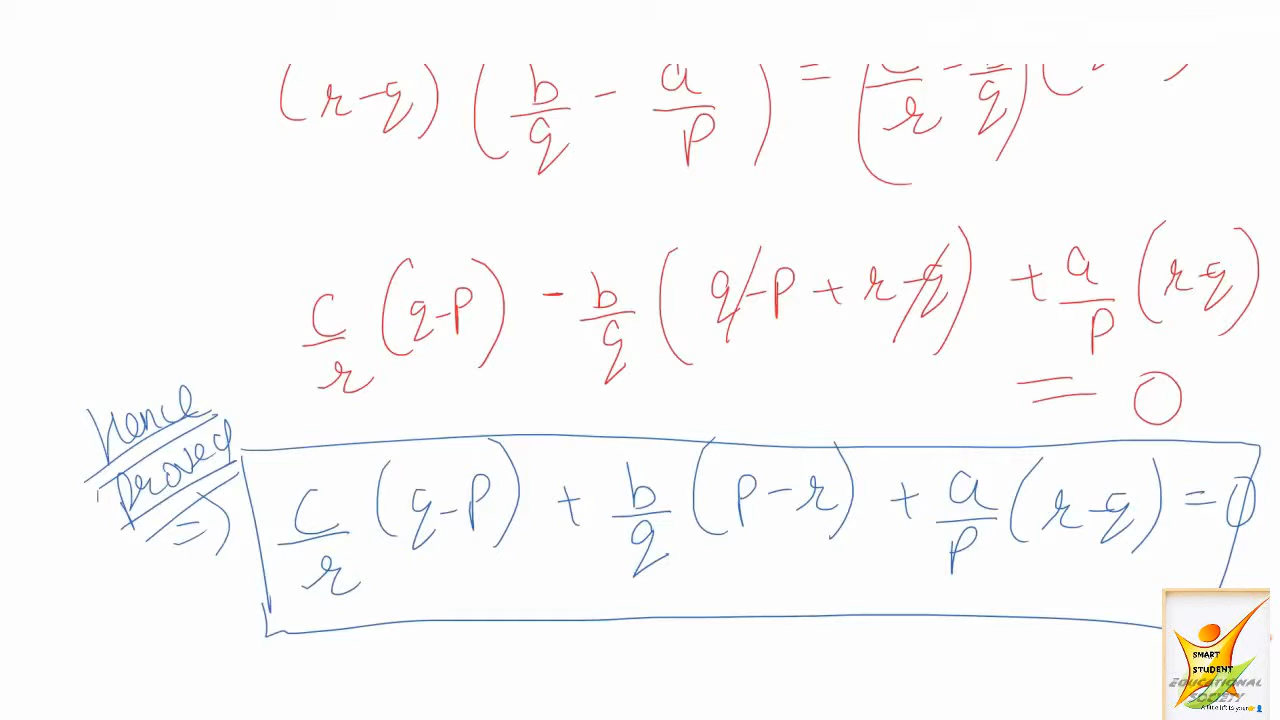 (r-q) (b/q - a/p) = (c/r - b/q) (
c/r (q-p) - b/q (q-p+r-q) + a/p (r-q)
= 0
Hence
Proved
=> c/r (q-p) + b/q (p-r) + a/p (r-q) = 0
SMART
STUDENT
EDUCATIONAL
SOCIETY